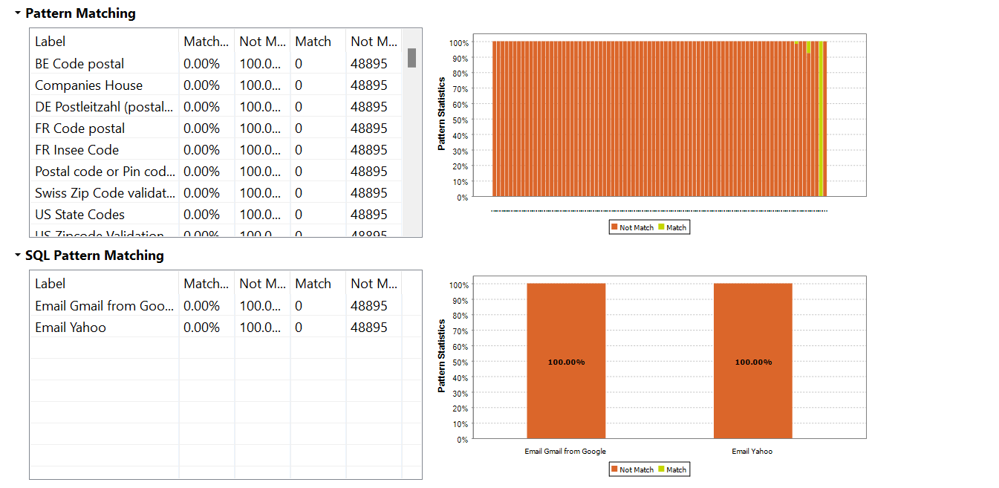 Pattern Matching
Label Match... Not M... Match Not M...
BE Code postal 0.00% 100.0... 0 48895
Companies House 0.00% 100.0... 0 48895
DE Postleitzahl (postal... 0.00% 100.0... 0 48895
FR Code postal 0.00% 100.0... 0 48895
FR Insee Code 0.00% 100.0... 0 48895
Postal code or Pin cod... 0.00% 100.0... 0 48895
Swiss Zip Code validat... 0.00% 100.0... 0 48895
US State Codes 0.00% 100.0... 0 48895
US Zipcode Validation 0.00% 100.0 0 48895
Pattern Statistics
100%
90%
80%
70%
60%
50%
40%
30%
20%
10%
0%
Not Match Match
SQL Pattern Matching
Label Match... Not M... Match Not M...
Email Gmail from Goo... 0.00% 100.0... 0 48895
Email Yahoo 0.00% 100.0... 0 48895
Pattern Statistics
100%
90%
80%
70%
60%
50%
40%
30%
20%
10%
0%
100.00% 100.00%
Email Gmail from Google Email Yahoo
Not Match Match